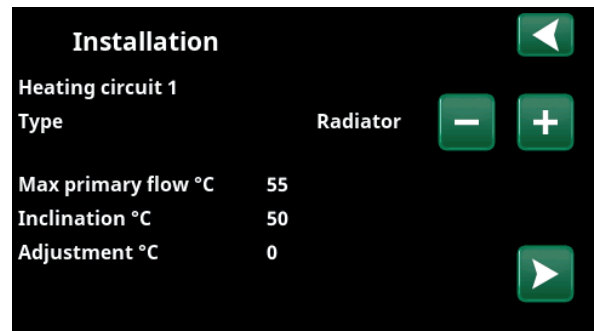 Installation
Heating circuit 1
Type Radiator
Max primary flow °C 55
Inclination °C 50
Adjustment °C 0